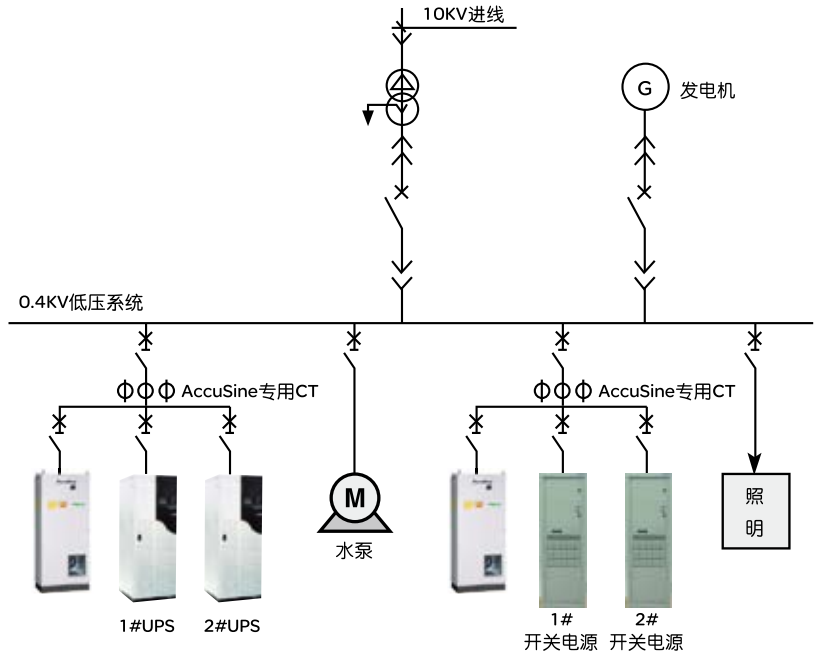 10KV进线
G
发电机
0.4KV低压系统
AccuSine专用CT
AccuSine专用CT
M
照
明
水泵
1#UPS
2#UPS
1#
开关电源
2#
开关电源